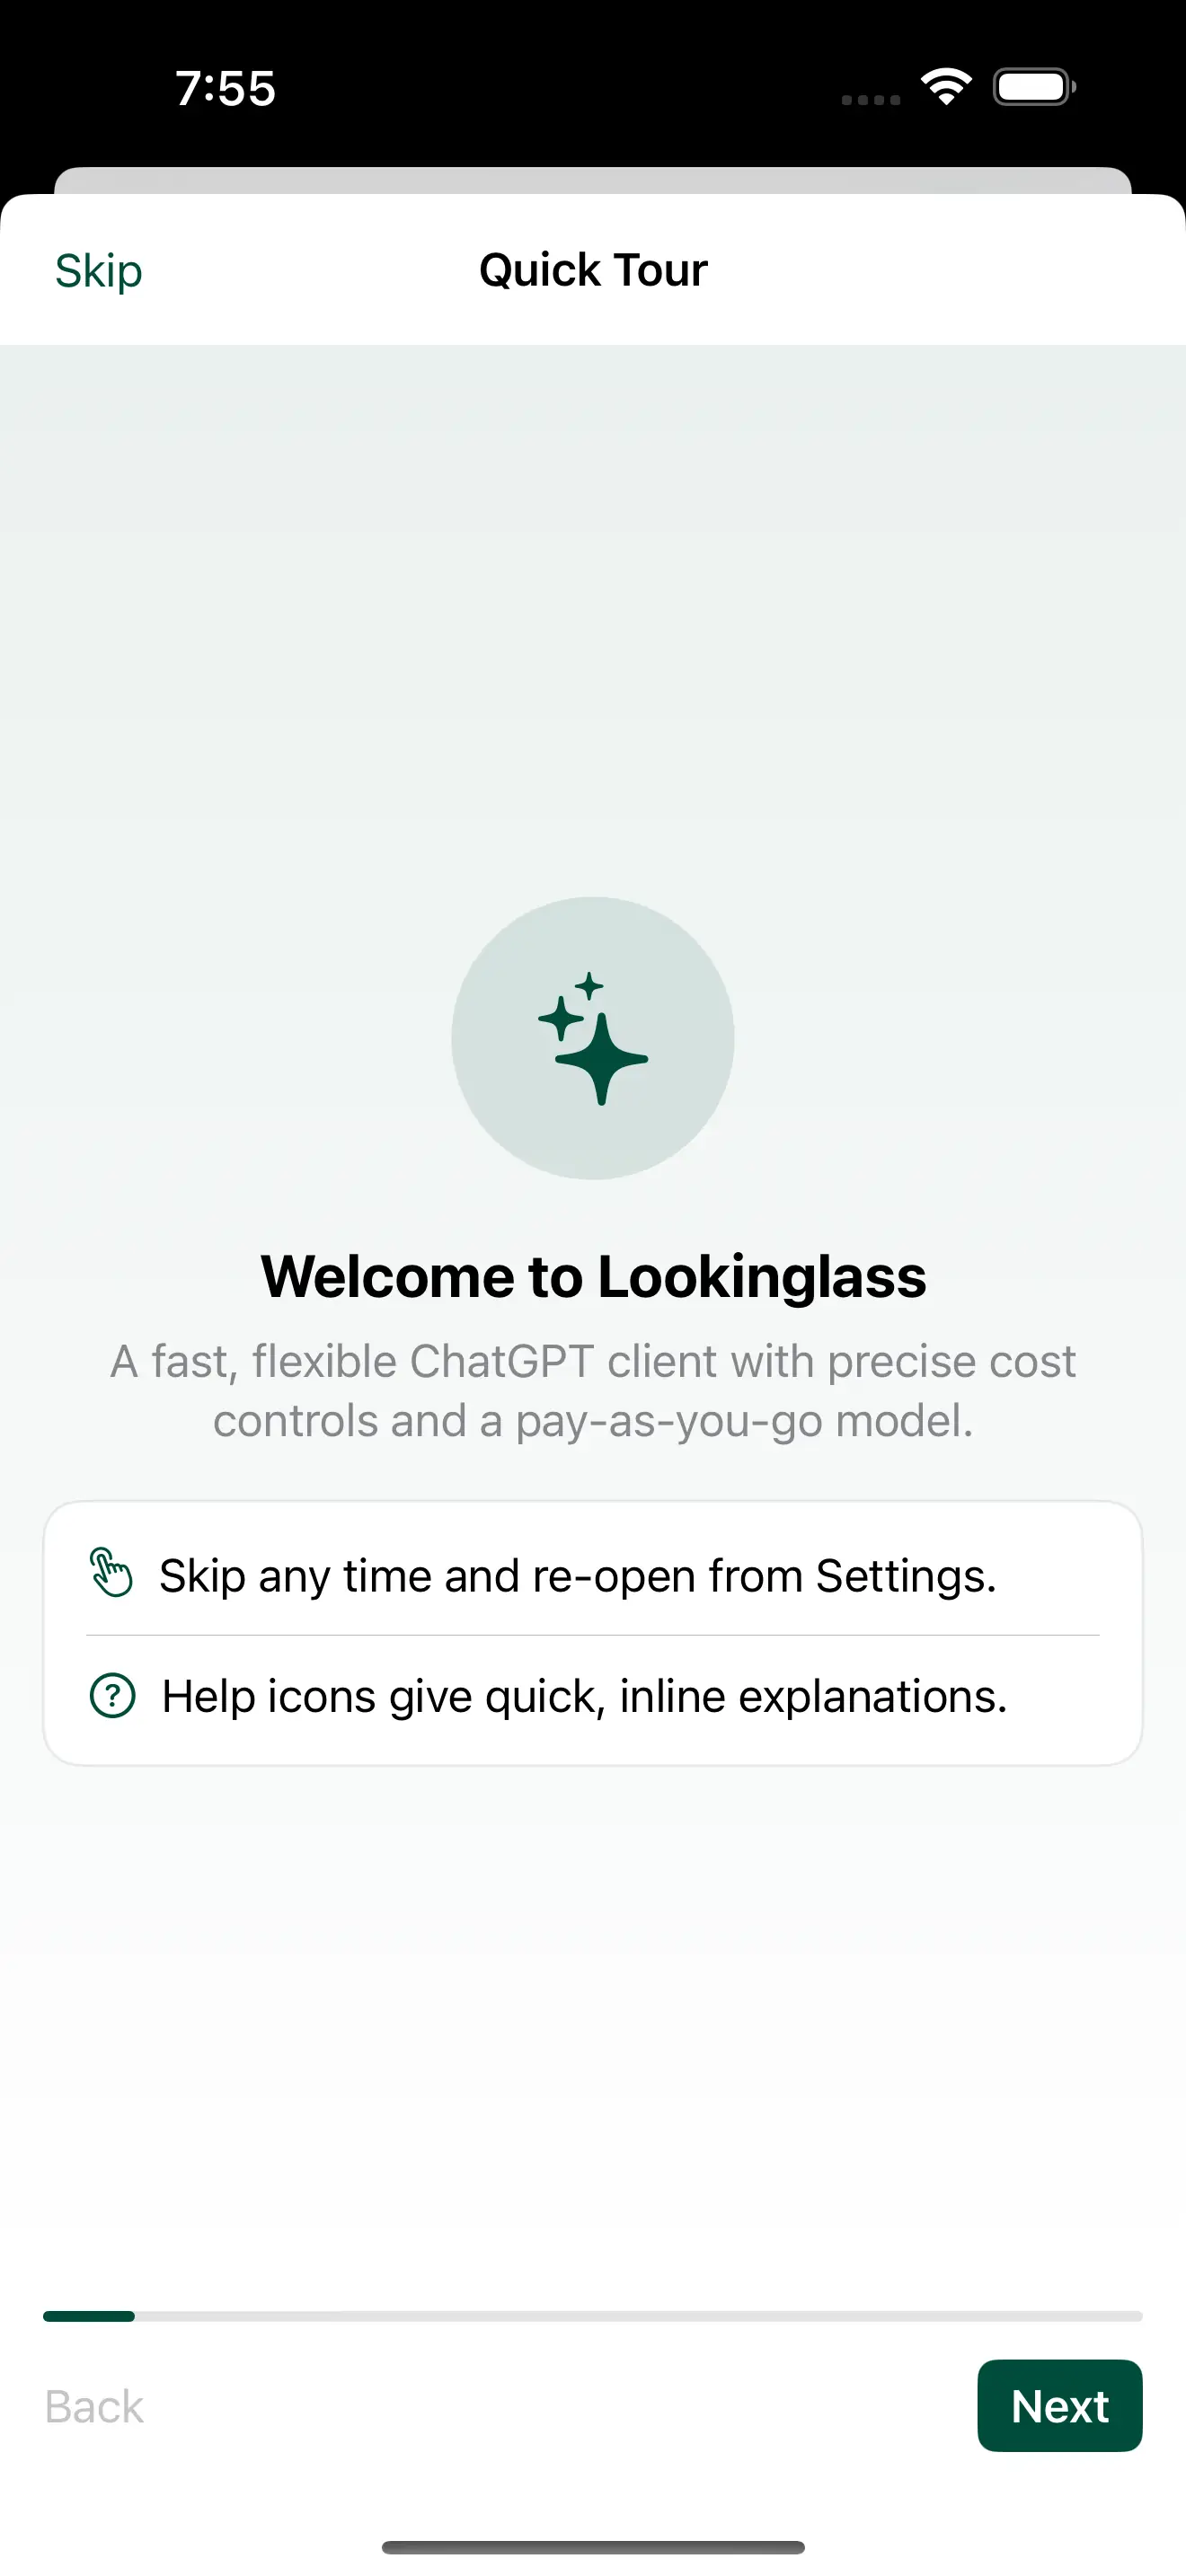 7:55
Skip
Quick Tour
Welcome to Lookinglass
A fast, flexible ChatGPT client with precise cost
controls and a pay-as-you-go model.
Skip any time and re-open from Settings.
? Help icons give quick, inline explanations.
Back
Next